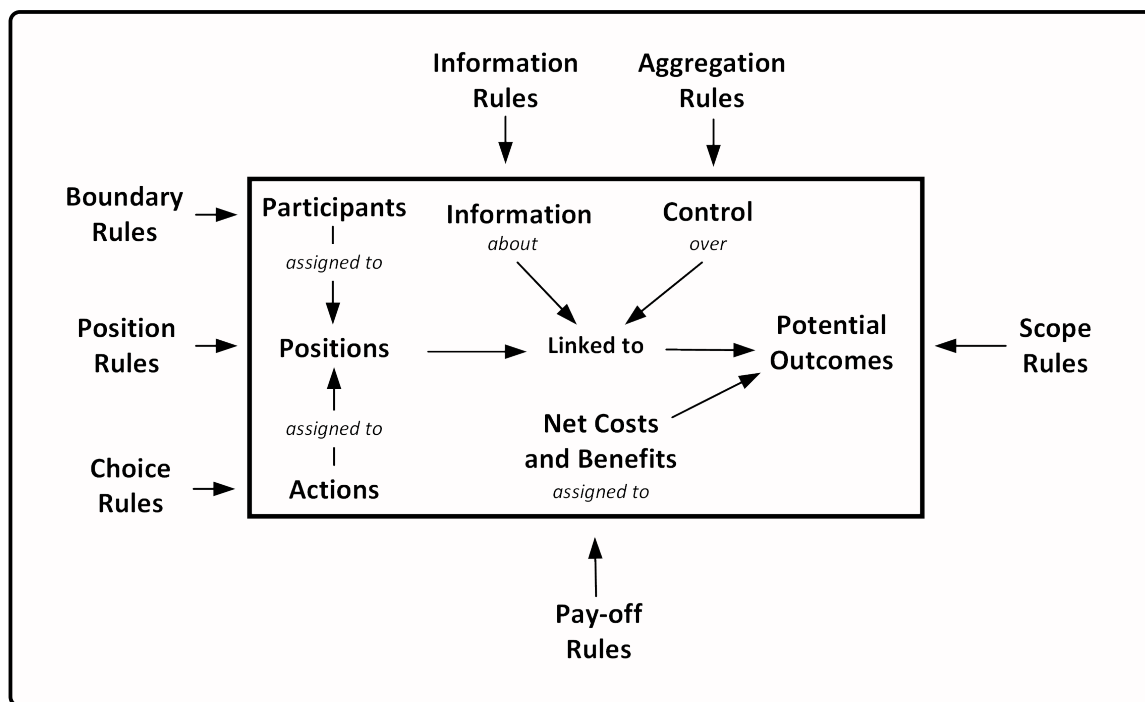 Information
Rules
Aggregation
Rules
Boundary
Rules
Participants
assigned to
Information
about
Control
over
Position
Rules
Positions
Linked to
Potential
Outcomes
Scope
Rules
assigned to
Net Costs
and Benefits
assigned to
Choice
Rules
Actions
Pay-off
Rules